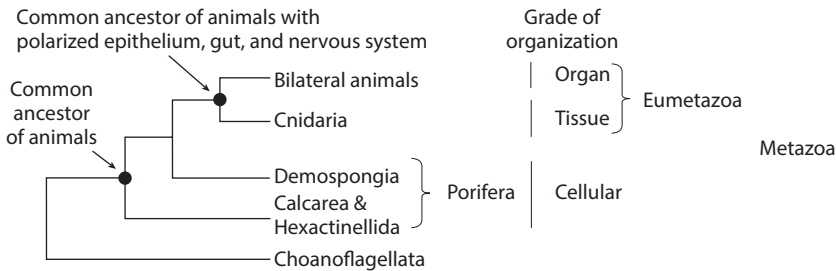 Common ancestor of animals with
polarized epithelium, gut, and nervous system
Grade of
organization
Common
ancestor
of animals
Bilateral animals
Cnidaria
Demospongia
Calcarea &
Hexactinellida
Choanoflagellata
Porifera
Organ
Tissue
Cellular
Eumetazoa
Metazoa